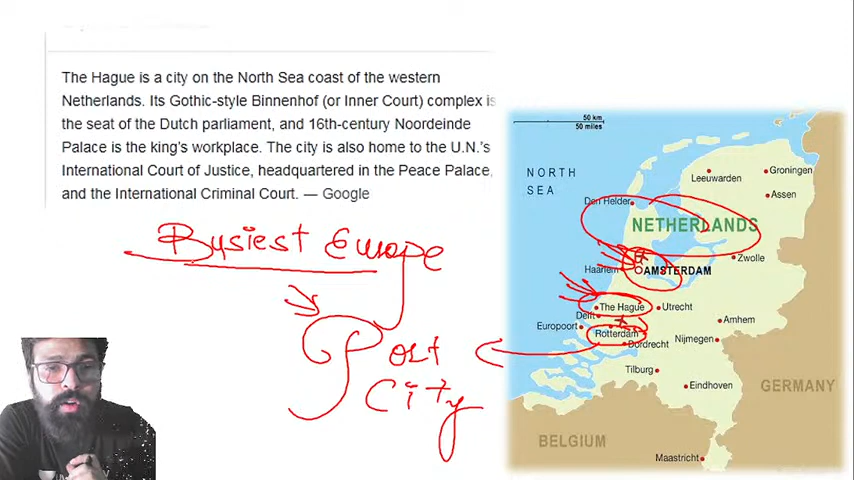 The Hague is a city on the North Sea coast of the western
Netherlands. Its Gothic-style Binnenhof (or Inner Court) complex is
the seat of the Dutch parliament, and 16th-century Noordeinde
Palace is the king's workplace. The city is also home to the U.N.'s
International Court of Justice, headquartered in the Peace Palace,
and the International Criminal Court. — Google
Busiest Europe
Port
City
50 km
50 miles
NORTH
SEA
Groningen
Leeuwarden
Assen
Den Helder
NETHERLANDS
Zwolle
Haarlem
AMSTERDAM
The Hague
Utrecht
Delft
Arnhem
Europoort
Rotterdam
Nijmegen
Dordrecht
Tilburg
Eindhoven
GERMANY
BELGIUM
Maastricht